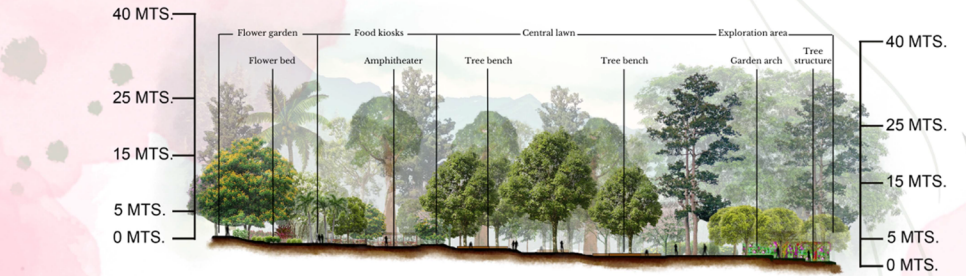 40 MTS.
25 MTS.
15 MTS.
5 MTS.
0 MTS.
Flower garden
Food kiosks
Central lawn
Exploration area
Flower bed
Amphitheater
Tree bench
Tree bench
Garden arch
Tree
structure
40 MTS.
25 MTS.
15 MTS.
5 MTS.
0 MTS.